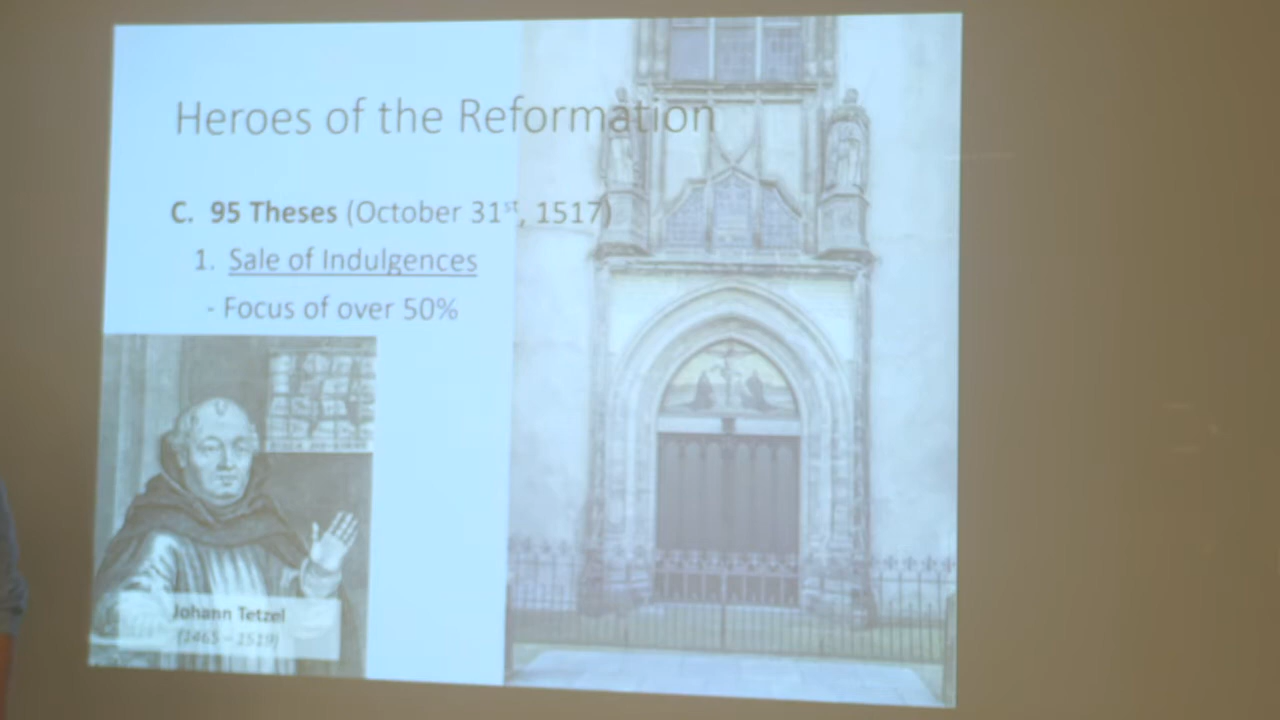 Heroes of the Reformation
C. 95 Theses (October 31st, 1517)
1. Sale of Indulgences
- Focus of over 50%
Johann Tetzel
(1465 – 1519)